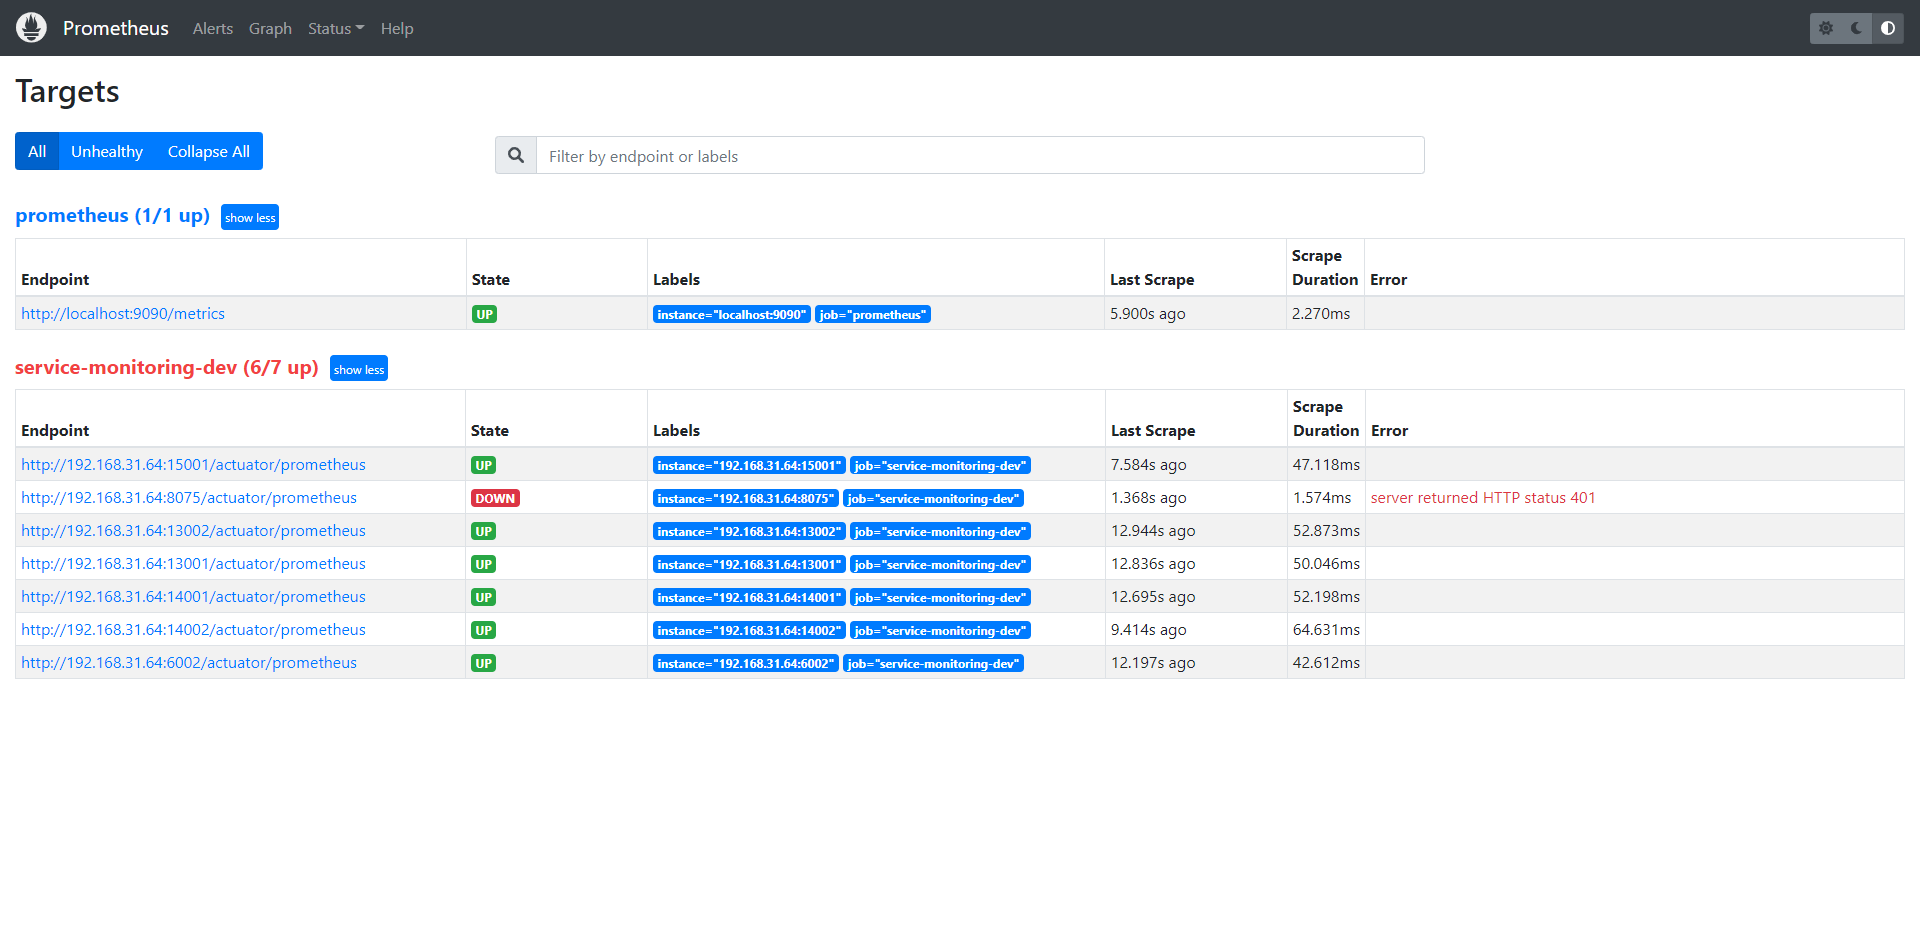 Prometheus Alerts Graph Status Help
Targets
All Unhealthy Collapse All
Filter by endpoint or labels
prometheus (1/1 up) show less
Endpoint State Labels Last Scrape Scrape Duration Error
http://localhost:9090/metrics UP instance="localhost:9090" job="prometheus" 5.900s ago 2.270ms
service-monitoring-dev (6/7 up) show less
Endpoint State Labels Last Scrape Scrape Duration Error
http://192.168.31.64:15001/actuator/prometheus UP instance="192.168.31.64:15001" job="service-monitoring-dev" 7.584s ago 47.118ms
http://192.168.31.64:8075/actuator/prometheus DOWN instance="192.168.31.64:8075" job="service-monitoring-dev" 1.368s ago 1.574ms server returned HTTP status 401
http://192.168.31.64:13002/actuator/prometheus UP instance="192.168.31.64:13002" job="service-monitoring-dev" 12.944s ago 52.873ms
http://192.168.31.64:13001/actuator/prometheus UP instance="192.168.31.64:13001" job="service-monitoring-dev" 12.836s ago 50.046ms
http://192.168.31.64:14001/actuator/prometheus UP instance="192.168.31.64:14001" job="service-monitoring-dev" 12.695s ago 52.198ms
http://192.168.31.64:14002/actuator/prometheus UP instance="192.168.31.64:14002" job="service-monitoring-dev" 9.414s ago 64.631ms
http://192.168.31.64:6002/actuator/prometheus UP instance="192.168.31.64:6002" job="service-monitoring-dev" 12.197s ago 42.612ms